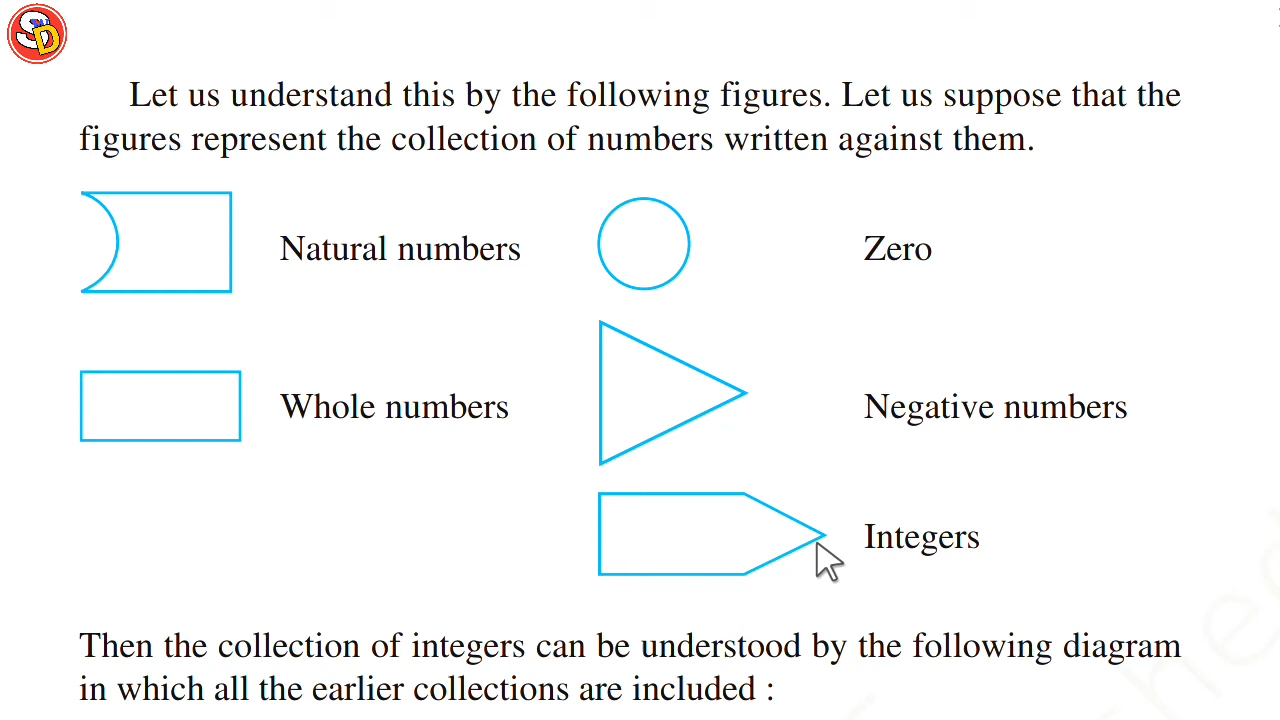 SD
Let us understand this by the following figures. Let us suppose that the
figures represent the collection of numbers written against them.
Natural numbers
Zero
Whole numbers
Negative numbers
Integers
Then the collection of integers can be understood by the following diagram
in which all the earlier collections are included :